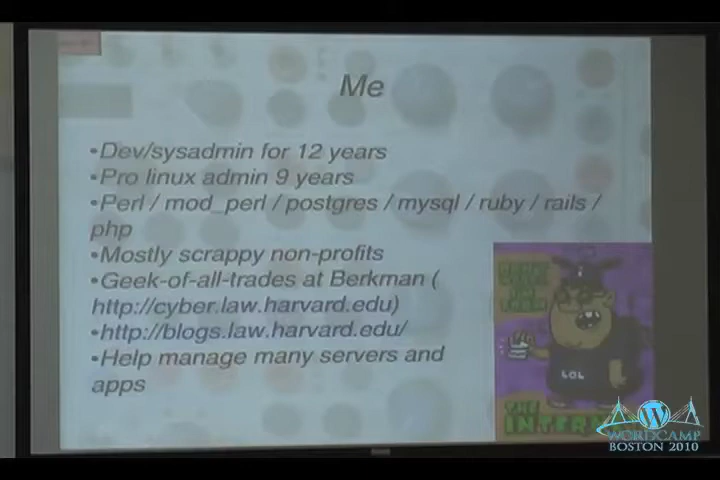 Me
•Dev/sysadmin for 12 years
•Pro linux admin 9 years
•Perl / mod_perl / postgres / mysql / ruby / rails /
php
•Mostly scrappy non-profits
•Geek-of-all-trades at Berkman (
http://cyber.law.harvard.edu)
•http://blogs.law.harvard.edu/
•Help manage many servers and
apps
LOL
THE
WORDCAMP
BOSTON 2010